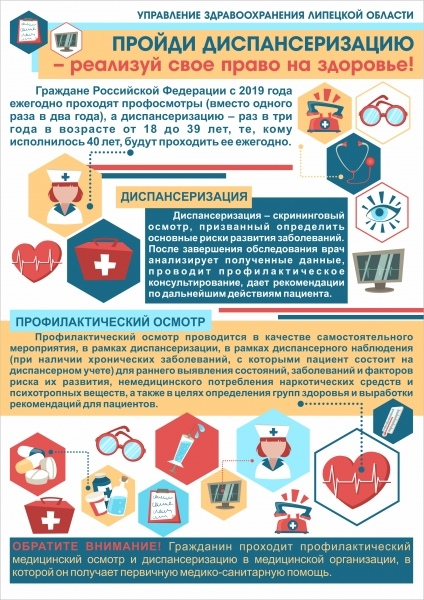 УПРАВЛЕНИЕ ЗДРАВООХРАНЕНИЯ ЛИПЕЦКОЙ ОБЛАСТИ
ПРОЙДИ ДИСПАНСЕРИЗАЦИЮ
– реализуй свое право на здоровье!
Граждане Российской Федерации с 2019 года
ежегодно проходят профосмотры (вместо одного
раза в два года), а диспансеризацию – раз в три
года в возрасте от 18 до 39 лет, те, кому
исполнилось 40 лет, будут проходить ее ежегодно.
ДИСПАНСЕРИЗАЦИЯ
Диспансеризация – скрининговый
осмотр, призванный определить
основные риски развития заболеваний.
После завершения обследования врач
анализирует полученные данные,
проводит профилактическое
консультирование, дает рекомендации
по дальнейшим действиям пациента.
ПРОФИЛАКТИЧЕСКИЙ ОСМОТР
Профилактический осмотр проводится в качестве самостоятельного
мероприятия, в рамках диспансеризации, в рамках диспансерного наблюдения
(при наличии хронических заболеваний, с которыми пациент состоит на
диспансерном учете) для раннего выявления состояний, заболеваний и факторов
риска их развития, немедицинского потребления наркотических средств и
психотропных веществ, а также в целях определения групп здоровья и выработки
рекомендаций для пациентов.
ОБРАТИТЕ ВНИМАНИЕ! Гражданин проходит профилактический
медицинский осмотр и диспансеризацию в медицинской организации, в
которой он получает первичную медико-санитарную помощь.